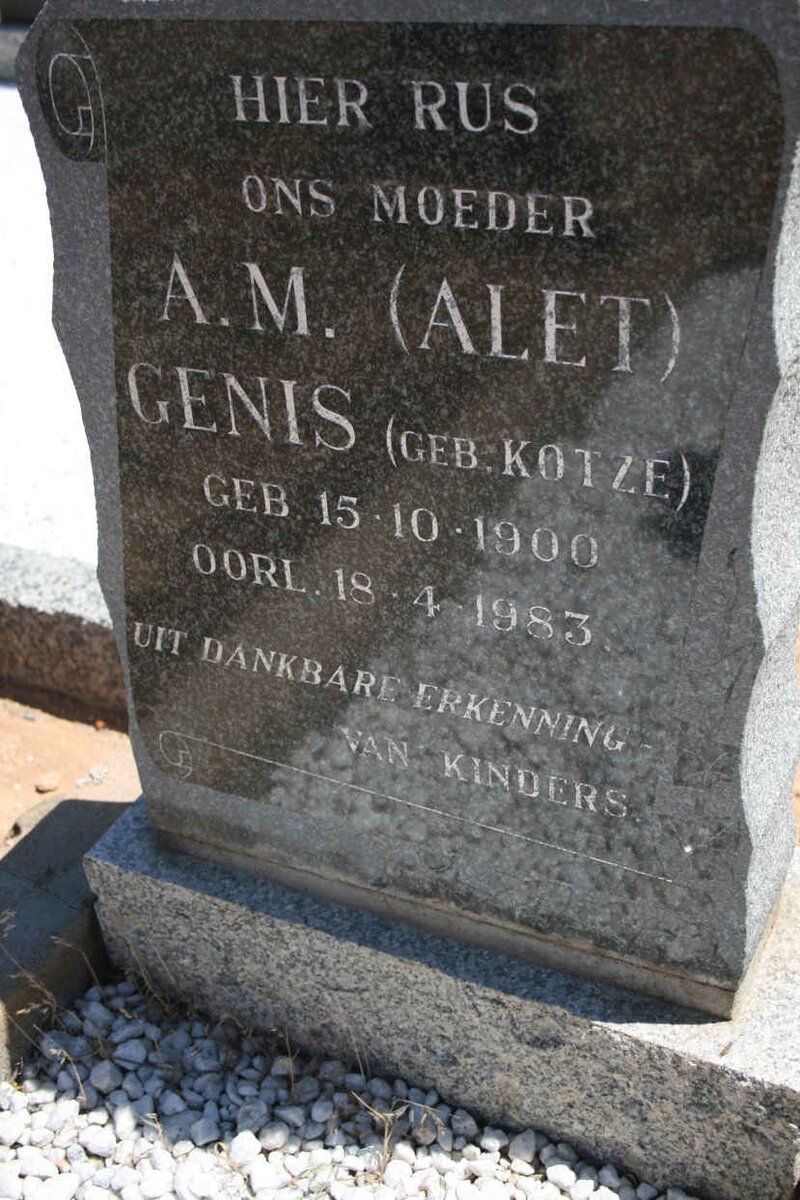 HIER RUS
ONS MOEDER
A.M. (ALET)
GENIS (GEB. KOTZE)
GEB. 15·10·1900
OORL. 18·4·1983.
UIT DANKBARE ERKENNING -
VAN KINDERS.